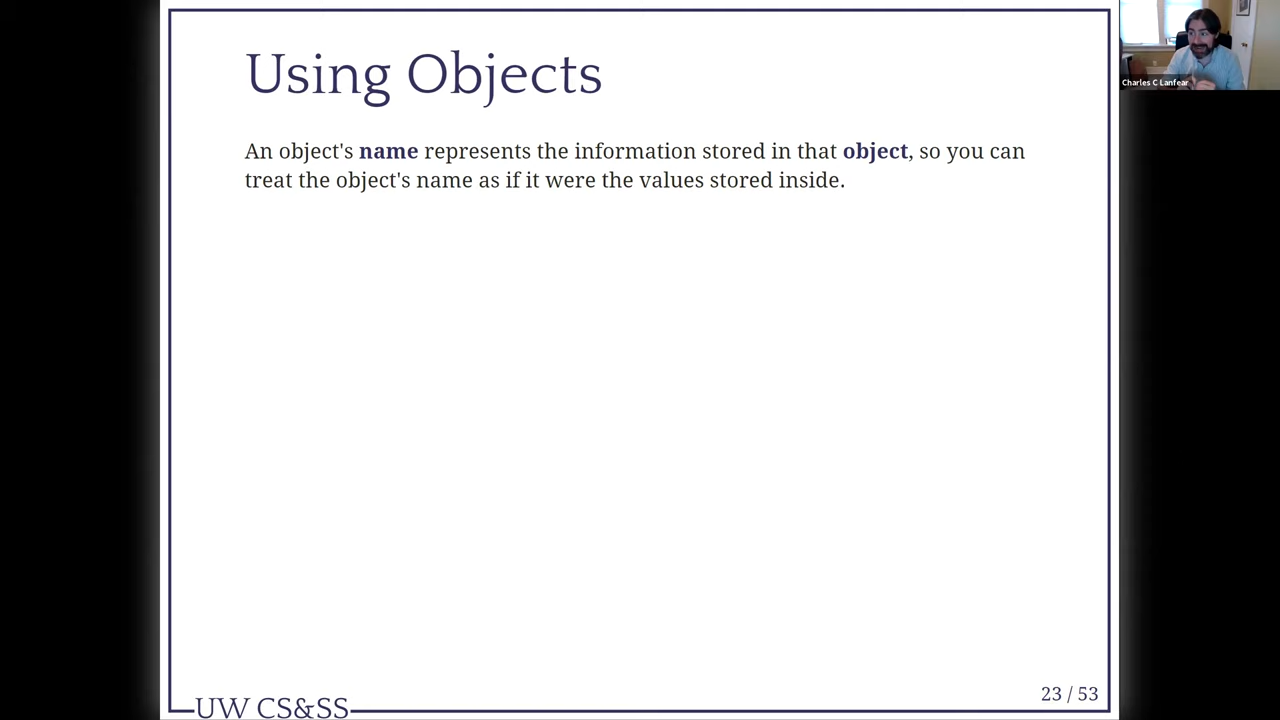 Using Objects
An object's name represents the information stored in that object, so you can
treat the object's name as if it were the values stored inside.
23 / 53
UW CS&SS
Charles C Lanfear